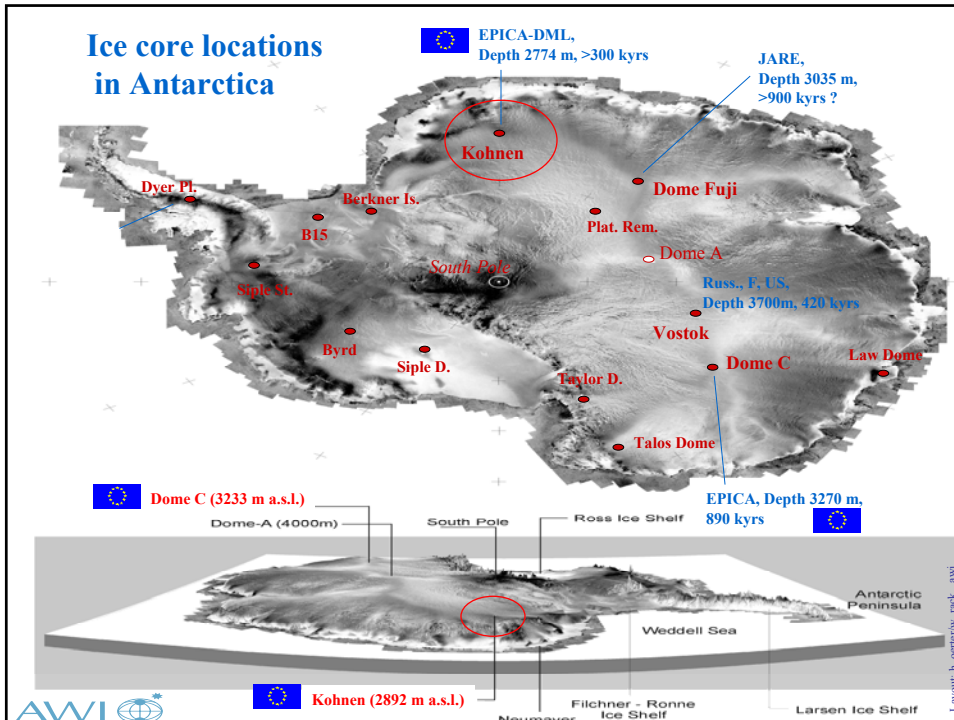 Ice core locations
in Antarctica
EPICA-DML,
Depth 2774 m, >300 kyrs
JARE,
Depth 3035 m,
>900 kyrs ?
Kohnen
Dome Fuji
Dyer Pl.
Berkner Is.
B15
Plat. Rem.
Dome A
South Pole
Siple St.
Russ., F, US,
Depth 3700m, 420 kyrs
Vostok
Byrd
Siple D.
Dome C
Law Dome
Taylor D.
Talos Dome
EPICA, Depth 3270 m,
890 kyrs
Dome C (3233 m a.s.l.)
Dome-A (4000m)
South Pole
Ross Ice Shelf
Antarctic
Peninsula
Weddell Sea
Kohnen (2892 m a.s.l.)
Neumayer
Filchner - Ronne
Ice Shelf
Larsen Ice Shelf
AWI